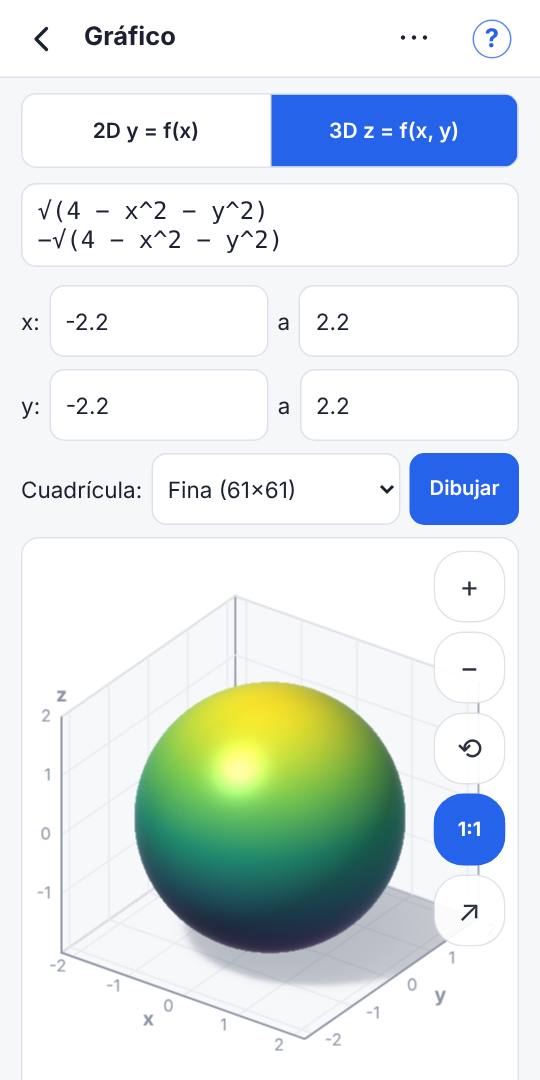 Gráfico
?
2D y = f(x)
3D z = f(x, y)
√(4 − x^2 − y^2)
−√(4 − x^2 − y^2)
x: -2.2 a 2.2
y: -2.2 a 2.2
Cuadrícula: Fina (61×61) Dibujar
+
−
1:1
z
2
1
0
-1
-2
-1
0
1
2
x
-2
-1
0
1
y